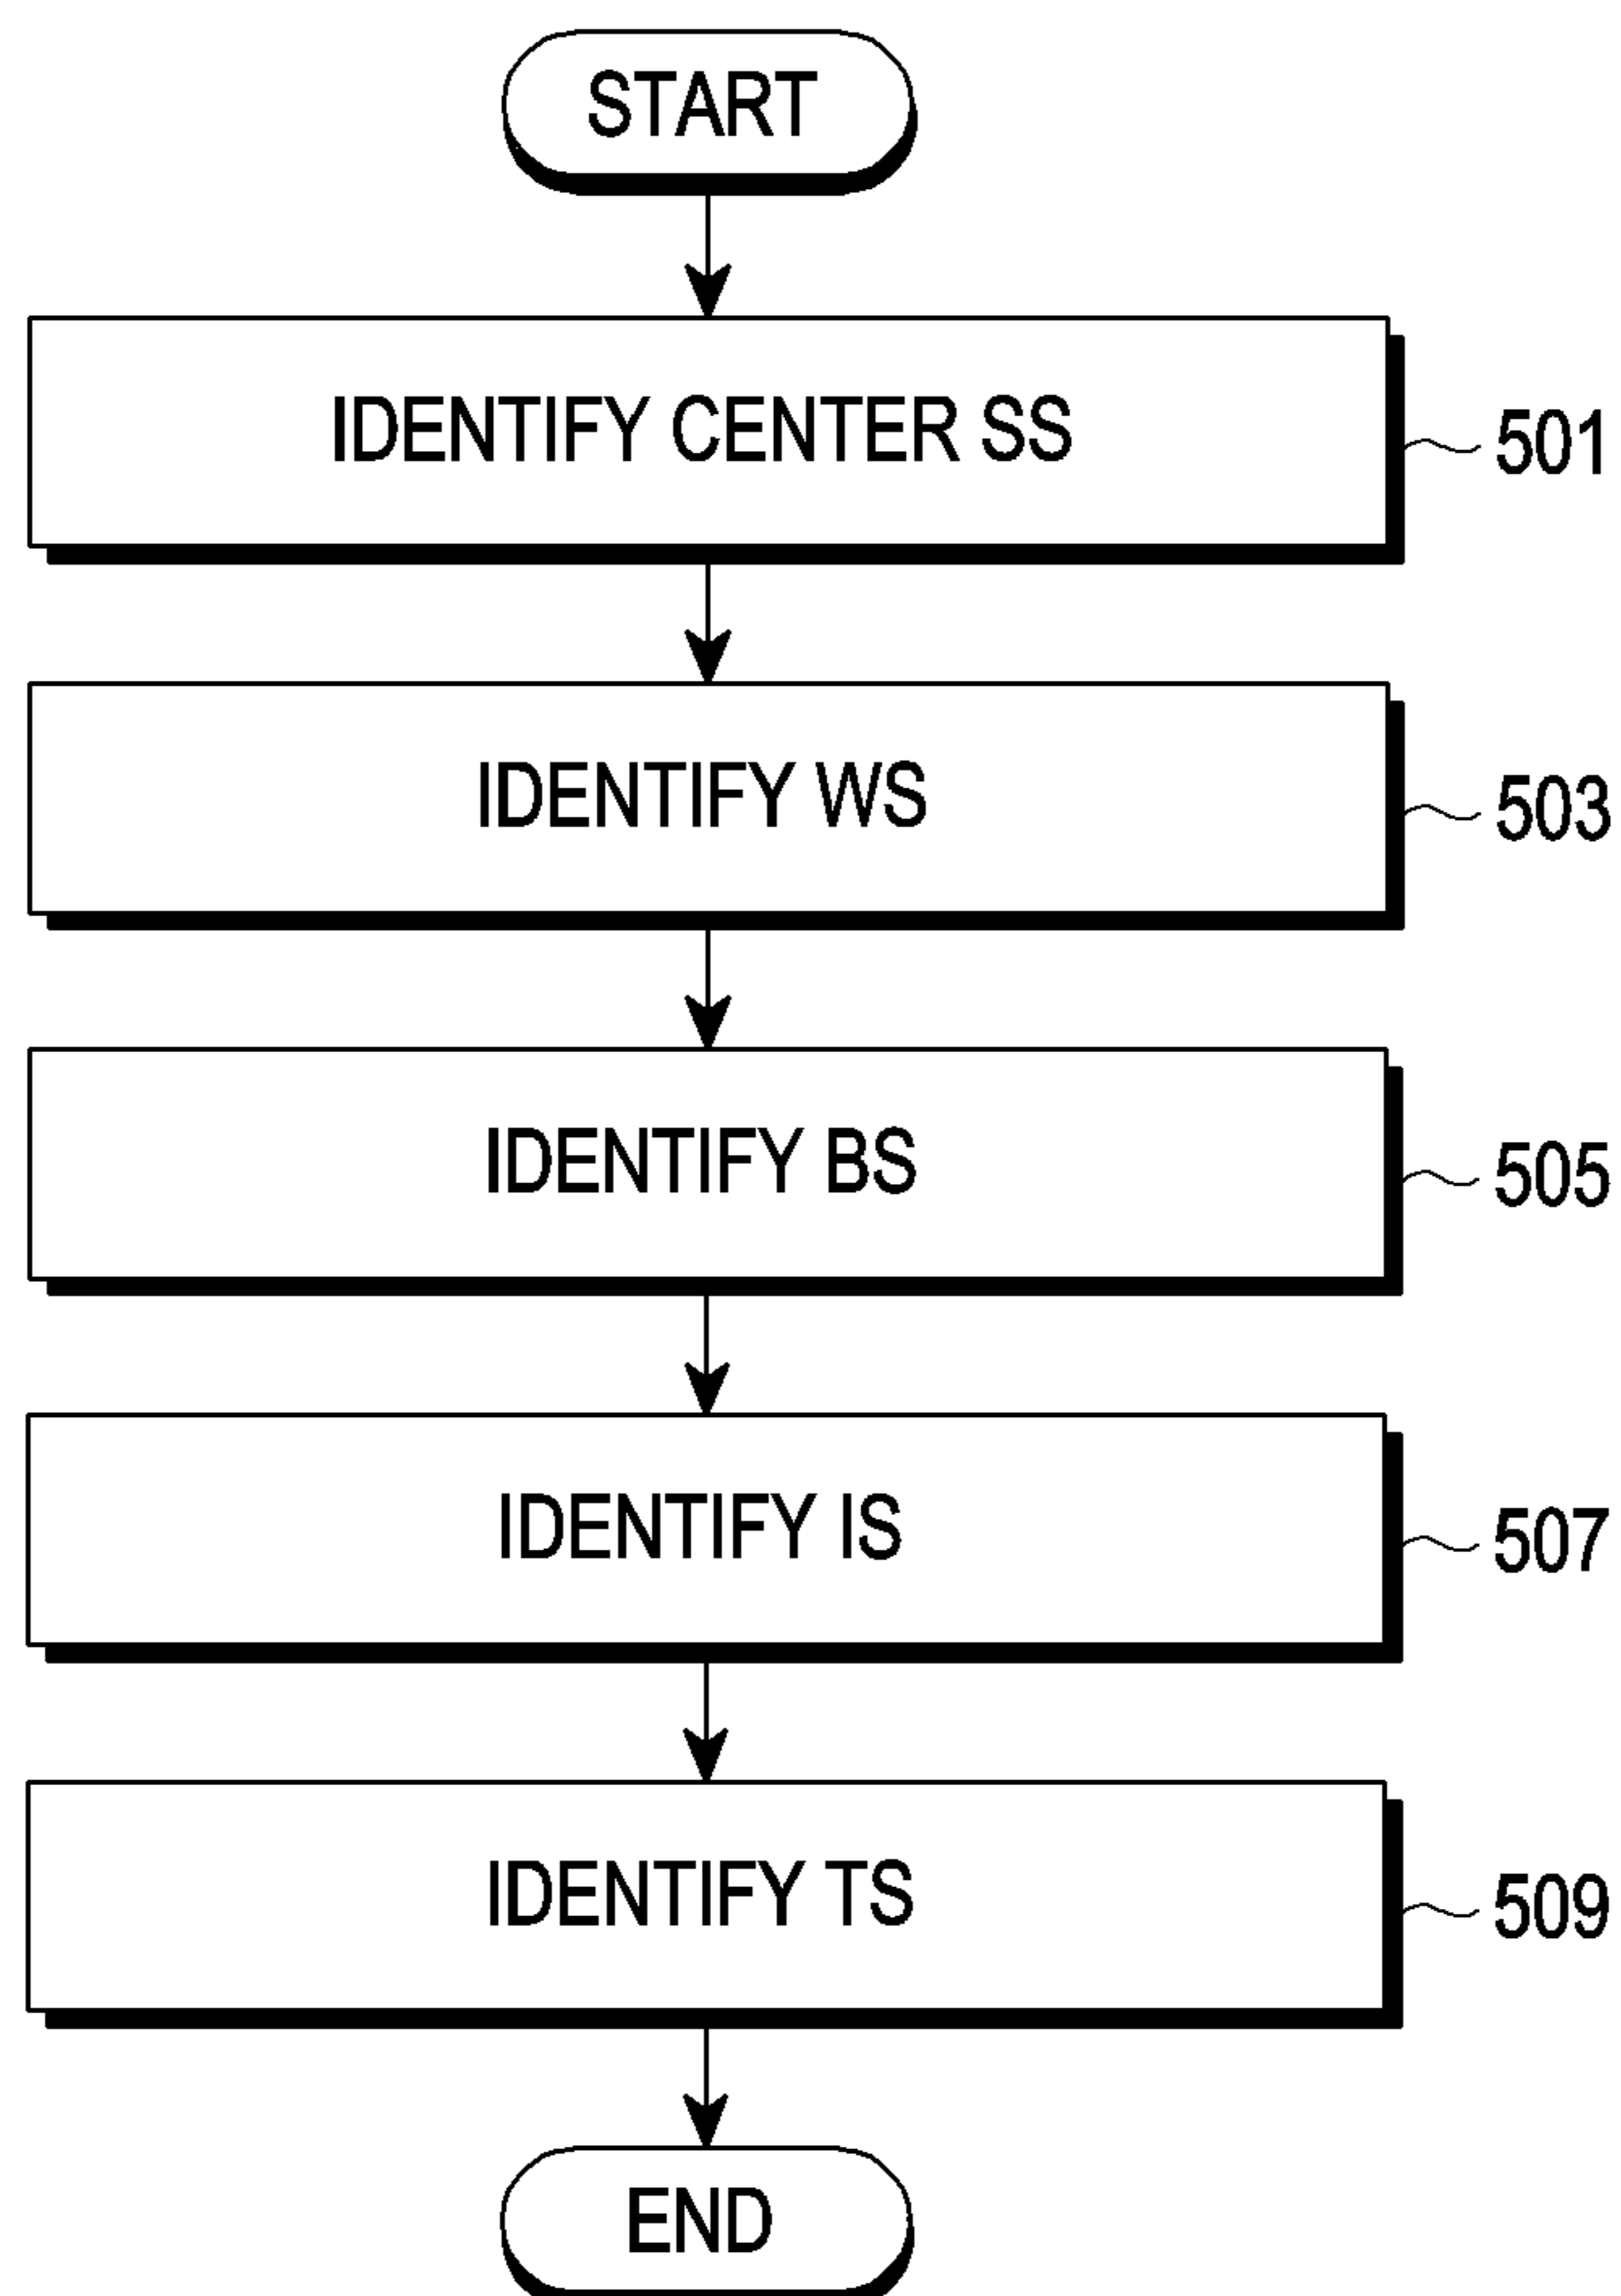 START
IDENTIFY CENTER SS
501
IDENTIFY WS
503
IDENTIFY BS
505
IDENTIFY IS
507
IDENTIFY TS
509
END